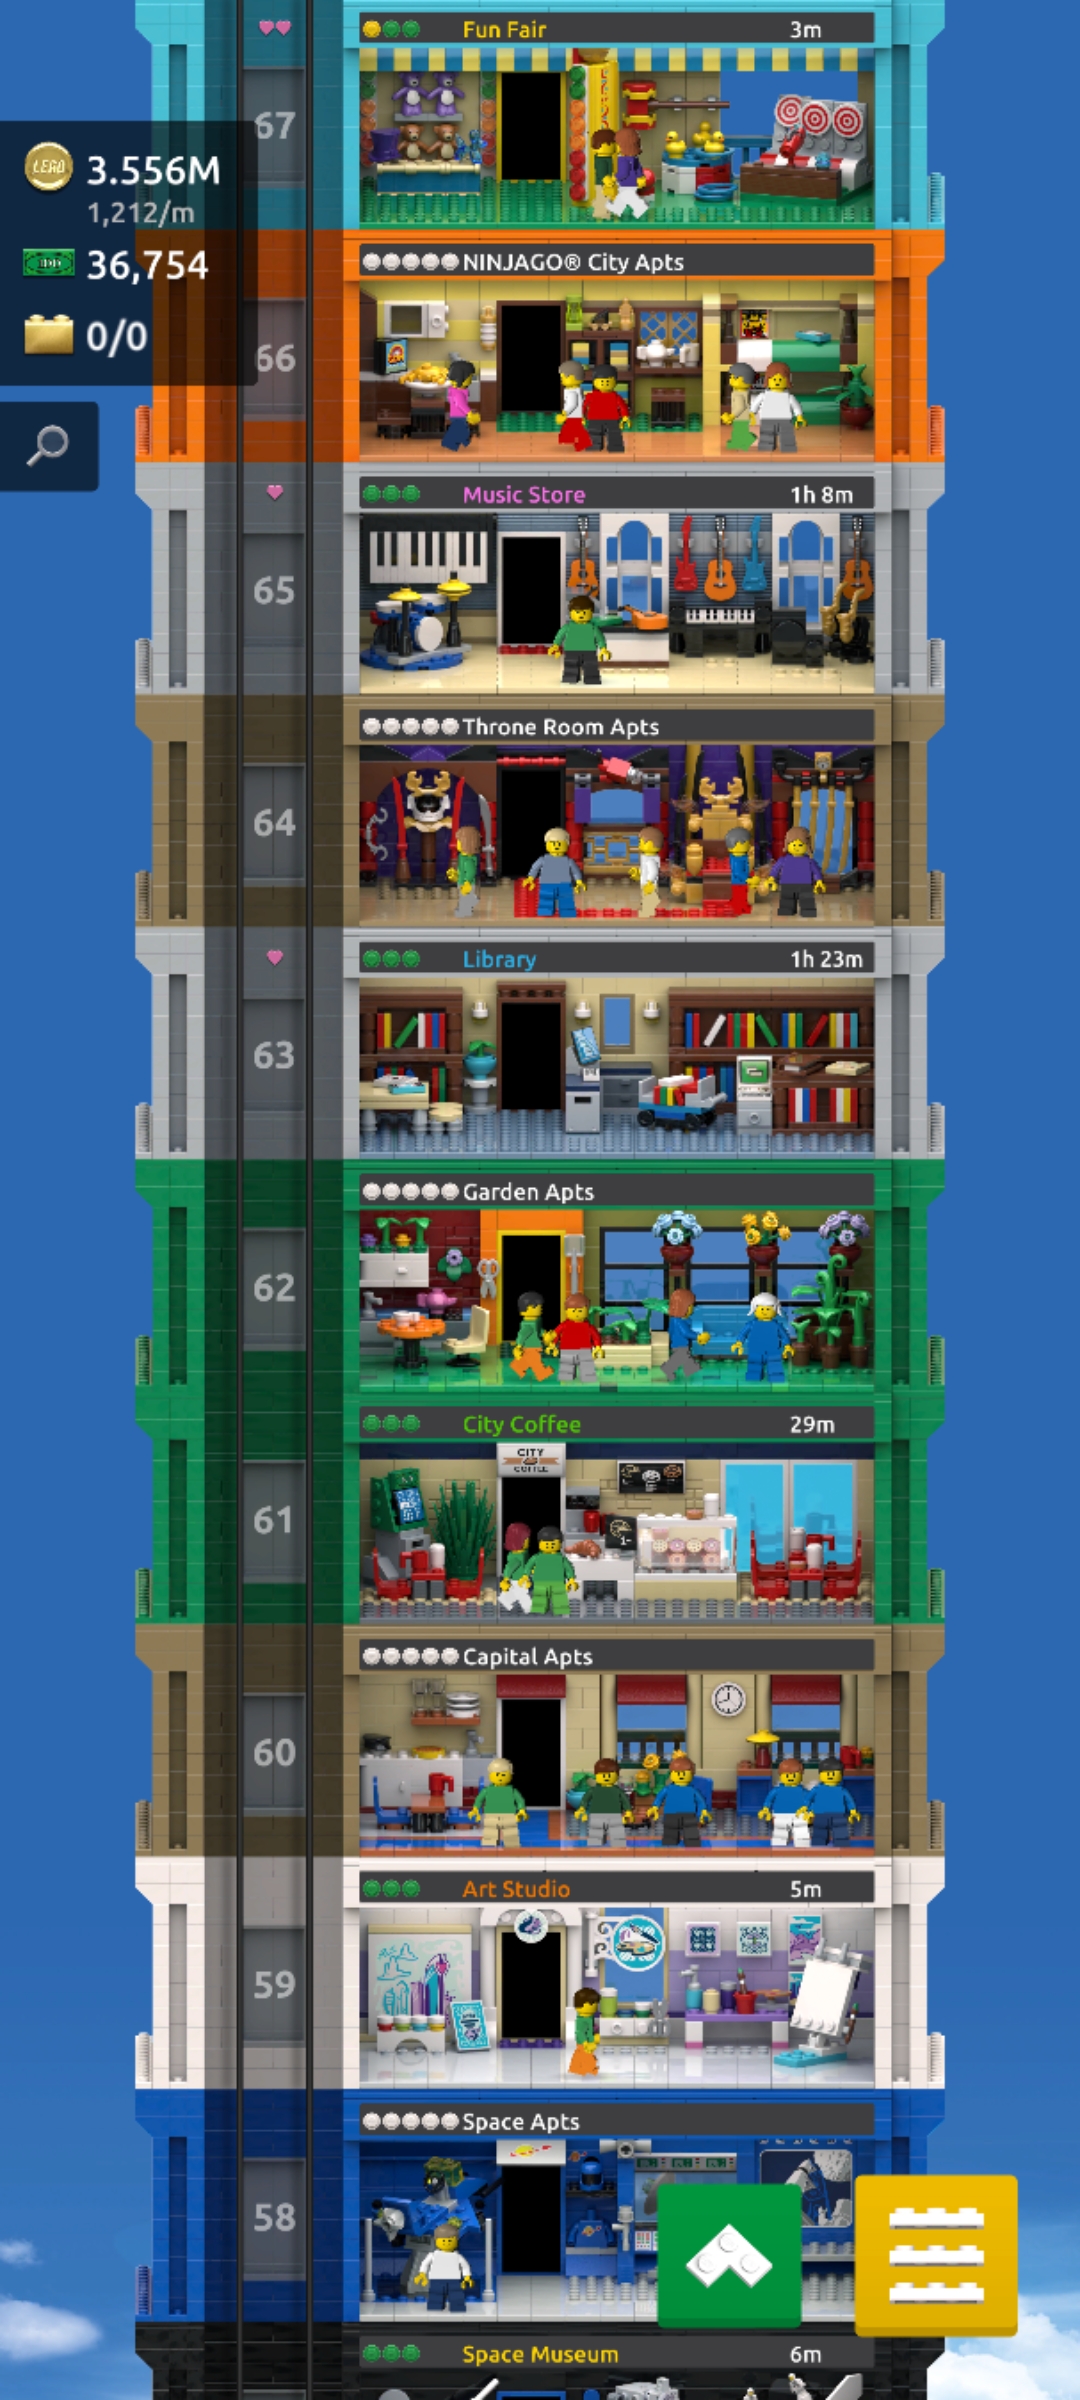 Fun Fair 3m
67
LEGO 3.556M
1,212/m
36,754
0/0
NINJAGO® City Apts
66
Music Store 1h 8m
65
Throne Room Apts
64
Library 1h 23m
63
Garden Apts
62
City Coffee 29m
CITY
COFFEE
61
Capital Apts
60
Art Studio 5m
59
Space Apts
58
Space Museum 6m